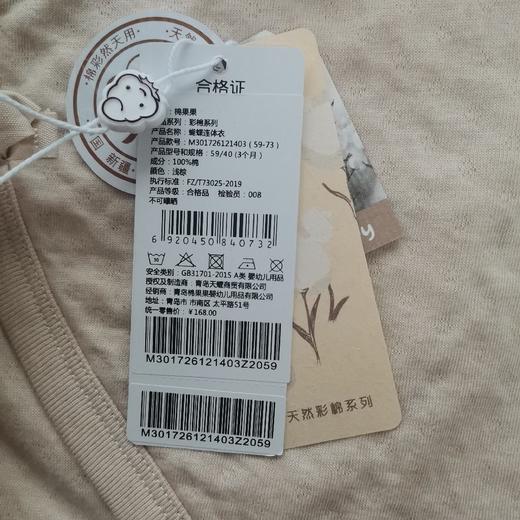 棉彩然天用
天然
国 新疆
合格证
: 棉果果
产品系列: 彩棉系列
产品名称: 蝴蝶连体衣
产品款号: M301726121403 (59-73)
型号和规格: 59/40 (3个月)
成分: 100%棉
颜色: 浅棕
执行标准: FZ/T73025-2019
产品等级: 合格品 检验员: 008
不可曝晒
6 920450 840732
安全类别: GB31701-2015 A类 婴幼儿用品
授权及制造商: 青岛天蝶商贸有限公司
经销商: 青岛棉果果婴幼儿用品有限公司
地址: 青岛市 市南区 太平路51号
统一零售价: ￥168.00
M301726121403Z2059
M301726121403Z2059
天然彩棉系列
y